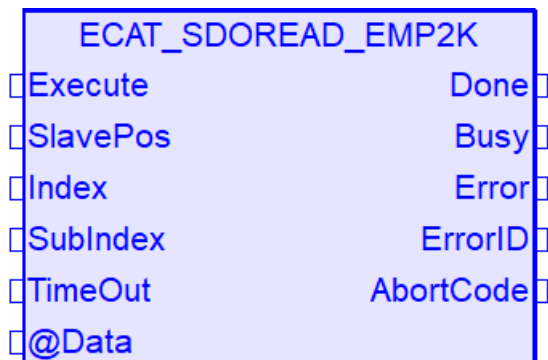 ECAT_SDOREAD_EMP2K
Execute Done
SlavePos Busy
Index Error
SubIndex ErrorID
TimeOut AbortCode
@Data